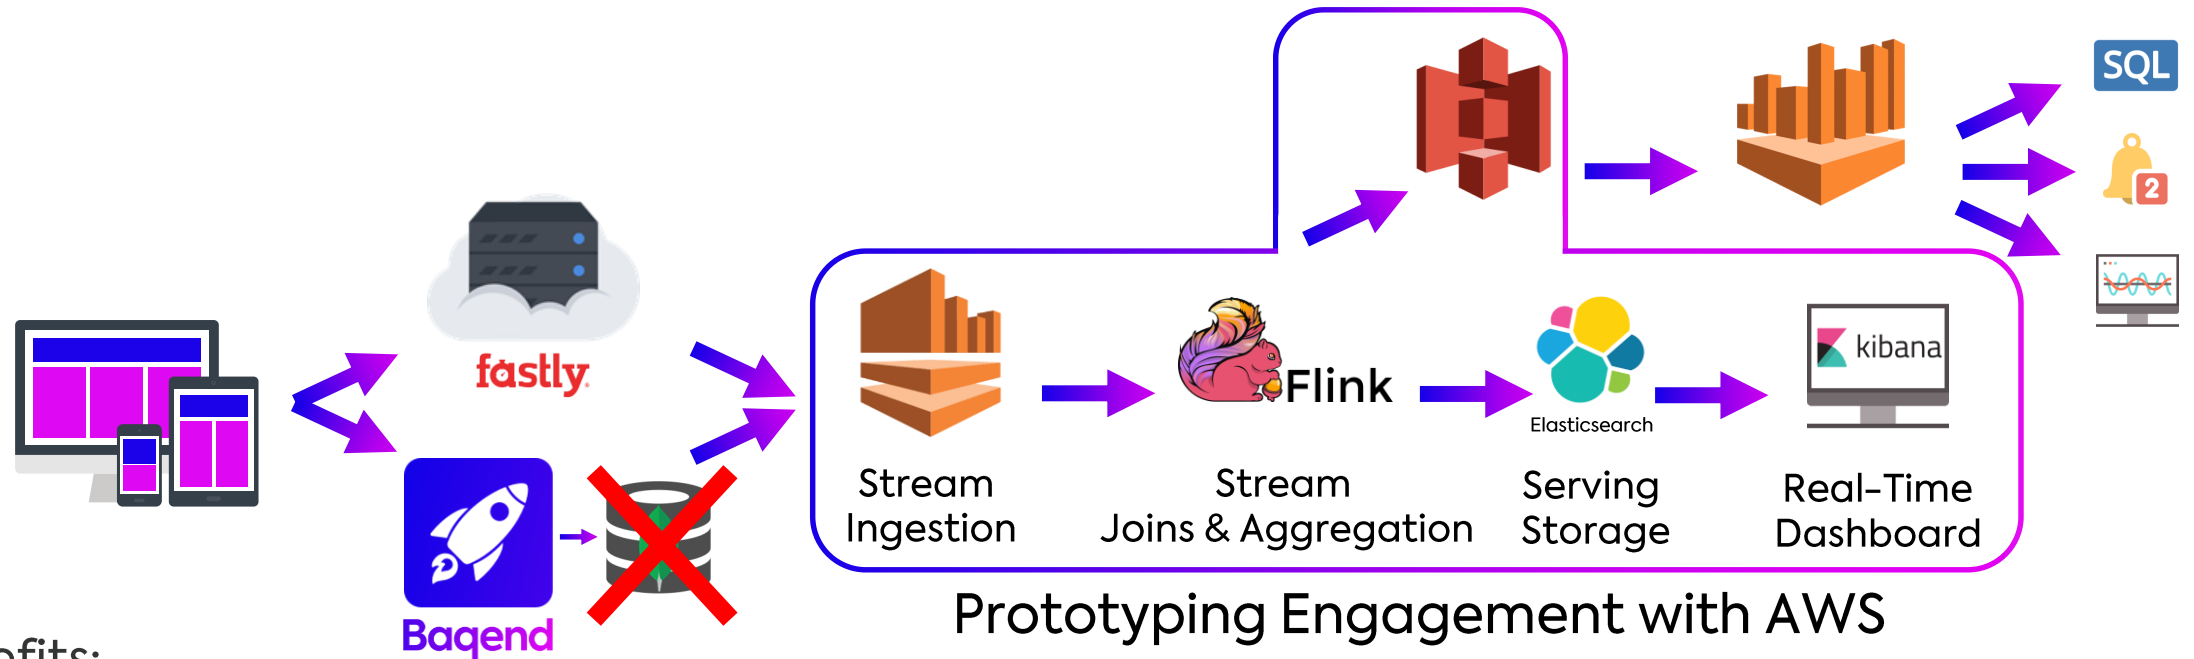 SQL
2
fastly
kibana
Flink
Elasticsearch
Stream
Ingestion
Stream
Joins & Aggregation
Serving
Storage
Real-Time
Dashboard
Baqend
Prototyping Engagement with AWS